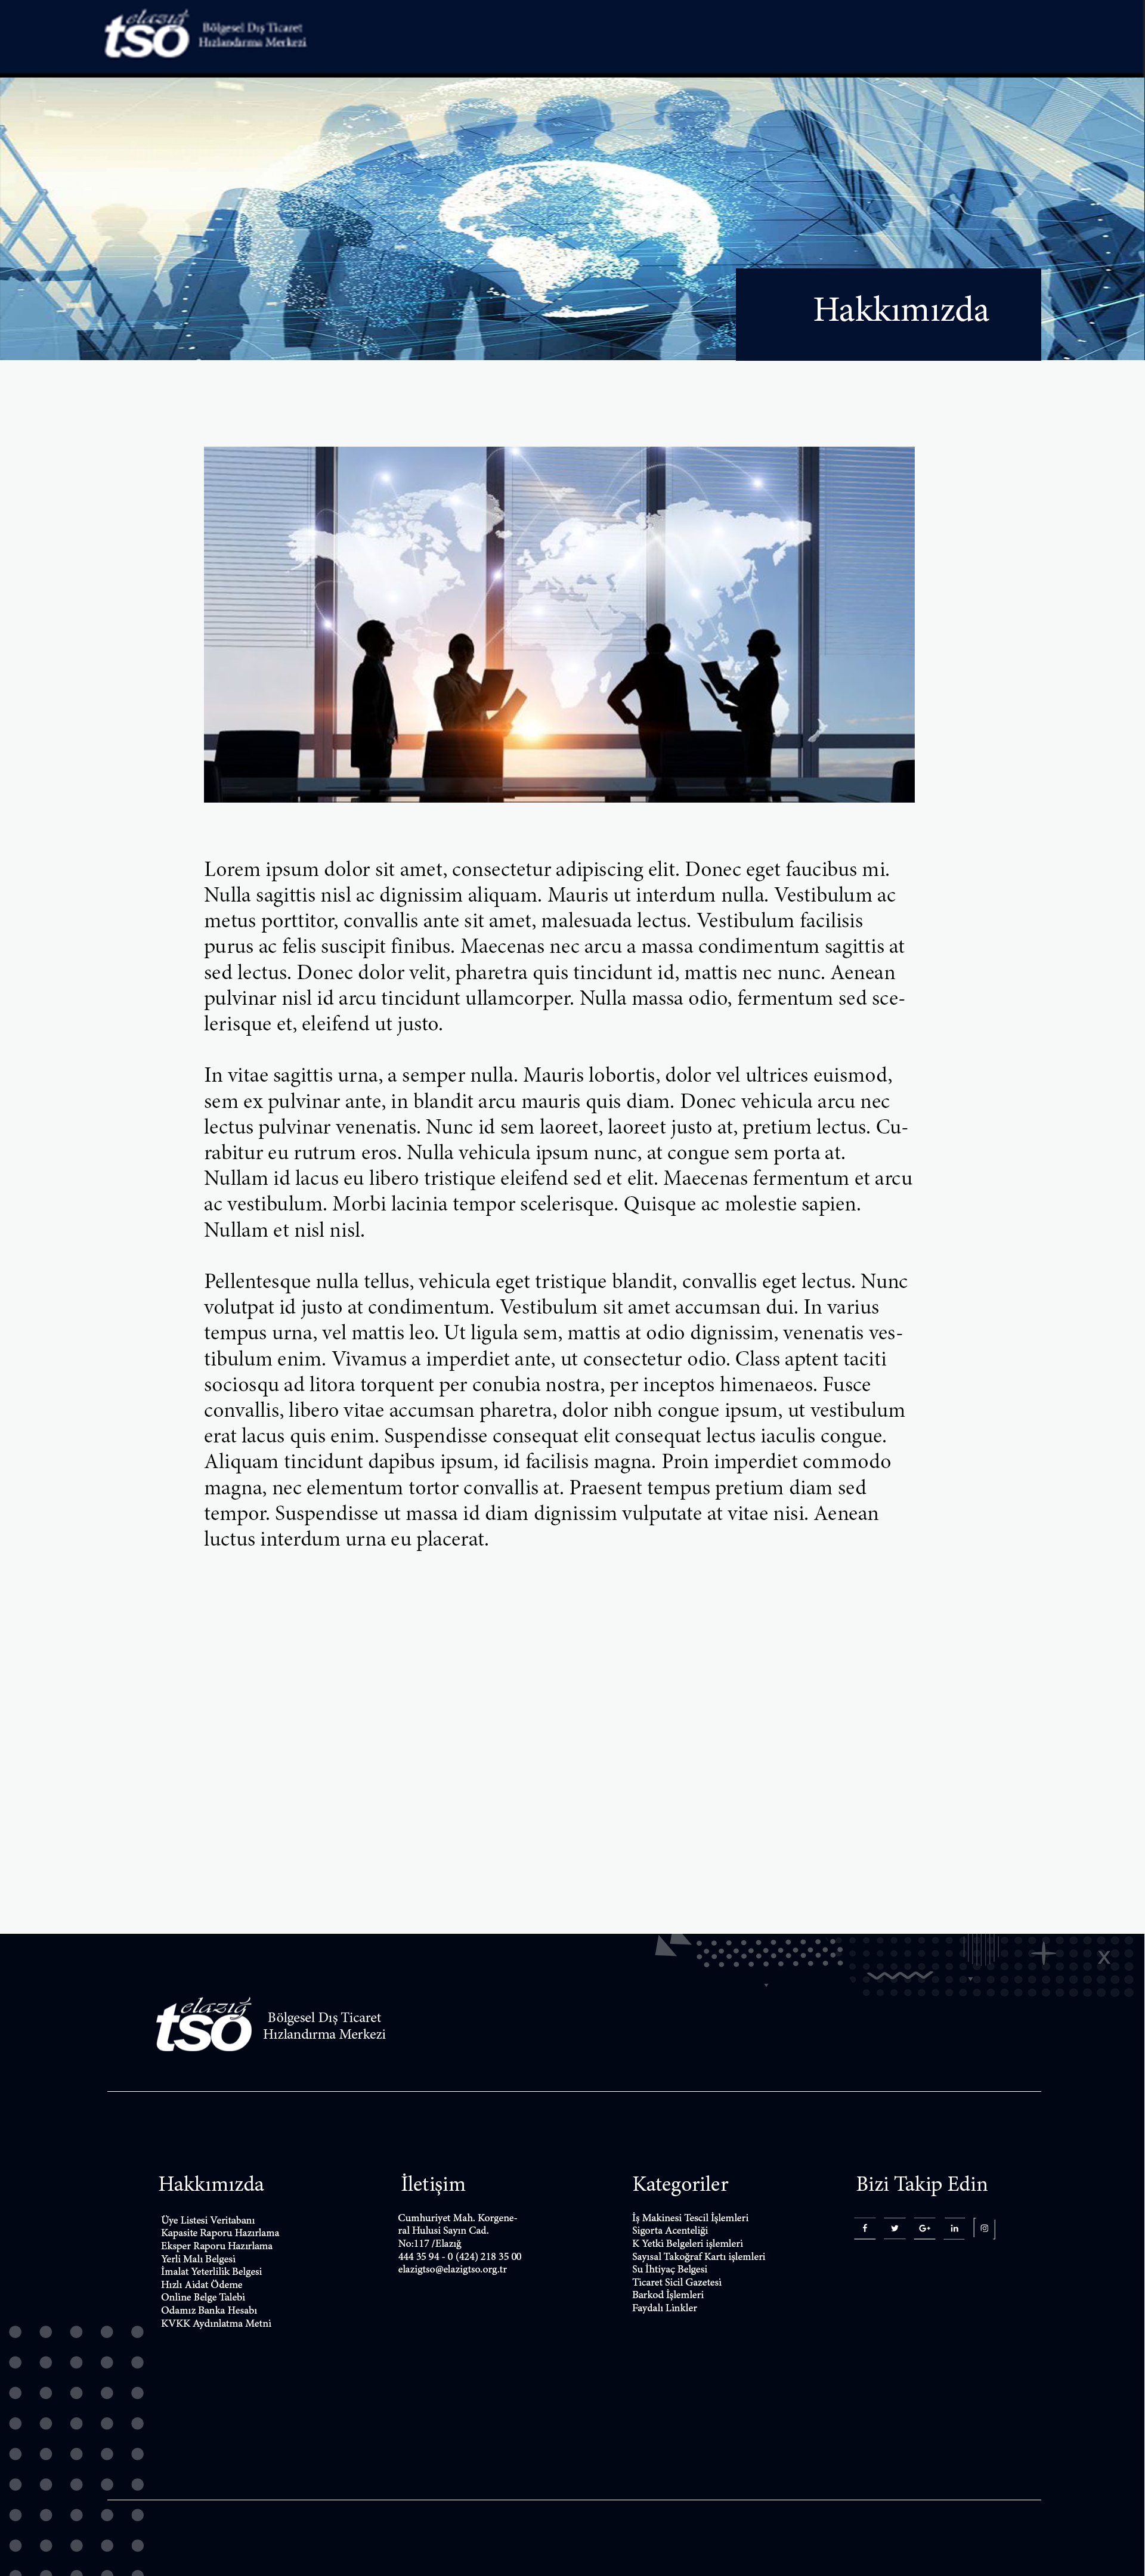 elazığ
tso
Bölgesel Dış Ticaret
Hızlandarma Merkezi
Hakkımızda
Lorem ipsum dolor sit amet, consectetur adipiscing elit. Donec eget faucibus mi.
Nulla sagittis nisl ac dignissim aliquam. Mauris ut interdum nulla. Vestibulum ac
metus porttitor, convallis ante sit amet, malesuada lectus. Vestibulum facilisis
purus ac felis suscipit finibus. Maecenas nec arcu a massa condimentum sagittis at
sed lectus. Donec dolor velit, pharetra quis tincidunt id, mattis nec nunc. Aenean
pulvinar nisl id arcu tincidunt ullamcorper. Nulla massa odio, fermentum sed sce-
lerisque et, eleifend ut justo.
In vitae sagittis urna, a semper nulla. Mauris lobortis, dolor vel ultrices euismod,
sem ex pulvinar ante, in blandit arcu mauris quis diam. Donec vehicula arcu nec
lectus pulvinar venenatis. Nunc id sem laoreet, laoreet justo at, pretium lectus. Cu-
rabitur eu rutrum eros. Nulla vehicula ipsum nunc, at congue sem porta at.
Nullam id lacus eu libero tristique eleifend sed et elit. Maecenas fermentum et arcu
ac vestibulum. Morbi lacinia tempor scelerisque. Quisque ac molestie sapien.
Nullam et nisl nisl.
Pellentesque nulla tellus, vehicula eget tristique blandit, convallis eget lectus. Nunc
volutpat id justo at condimentum. Vestibulum sit amet accumsan dui. In varius
tempus urna, vel mattis leo. Ut ligula sem, mattis at odio dignissim, venenatis ves-
tibulum enim. Vivamus a imperdiet ante, ut consectetur odio. Class aptent taciti
sociosqu ad litora torquent per conubia nostra, per inceptos himenaeos. Fusce
convallis, libero vitae accumsan pharetra, dolor nibh congue ipsum, ut vestibulum
erat lacus quis enim. Suspendisse consequat elit consequat lectus iaculis congue.
Aliquam tincidunt dapibus ipsum, id facilisis magna. Proin imperdiet commodo
magna, nec elementum tortor convallis at. Praesent tempus pretium diam sed
tempor. Suspendisse ut massa id diam dignissim vulputate at vitae nisi. Aenean
luctus interdum urna eu placerat.
elazığ
tso
Bölgesel Dış Ticaret
Hızlandırma Merkezi
Hakkımızda
Üye Listesi Veritabanı
Kapasite Raporu Hazırlama
Eksper Raporu Hazırlama
Yerli Malı Belgesi
İmalat Yeterlilik Belgesi
Hızlı Aidat Ödeme
Online Belge Talebi
Odamız Banka Hesabı
KVKK Aydınlatma Metni
İletişim
Cumhuriyet Mah. Korgene-
ral Hulusi Sayın Cad.
No:117 /Elazığ
444 35 94 - 0 (424) 218 35 00
elazigtso@elazigtso.org.tr
Kategoriler
İş Makinesi Tescil İşlemleri
Sigorta Acenteliği
K Yetki Belgeleri işlemleri
Sayısal Takoğraf Kartı işlemleri
Su İhtiyaç Belgesi
Ticaret Sicil Gazetesi
Barkod İşlemleri
Faydalı Linkler
Bizi Takip Edin